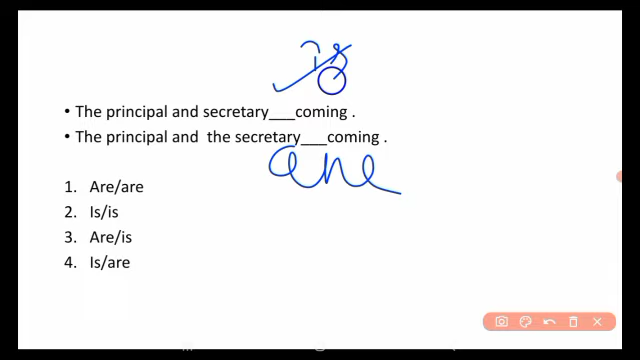 Is
• The principal and secretary___coming .
• The principal and  the secretary___coming .
are
1. Are/are
2. Is/is
3. Are/is
4. Is/are